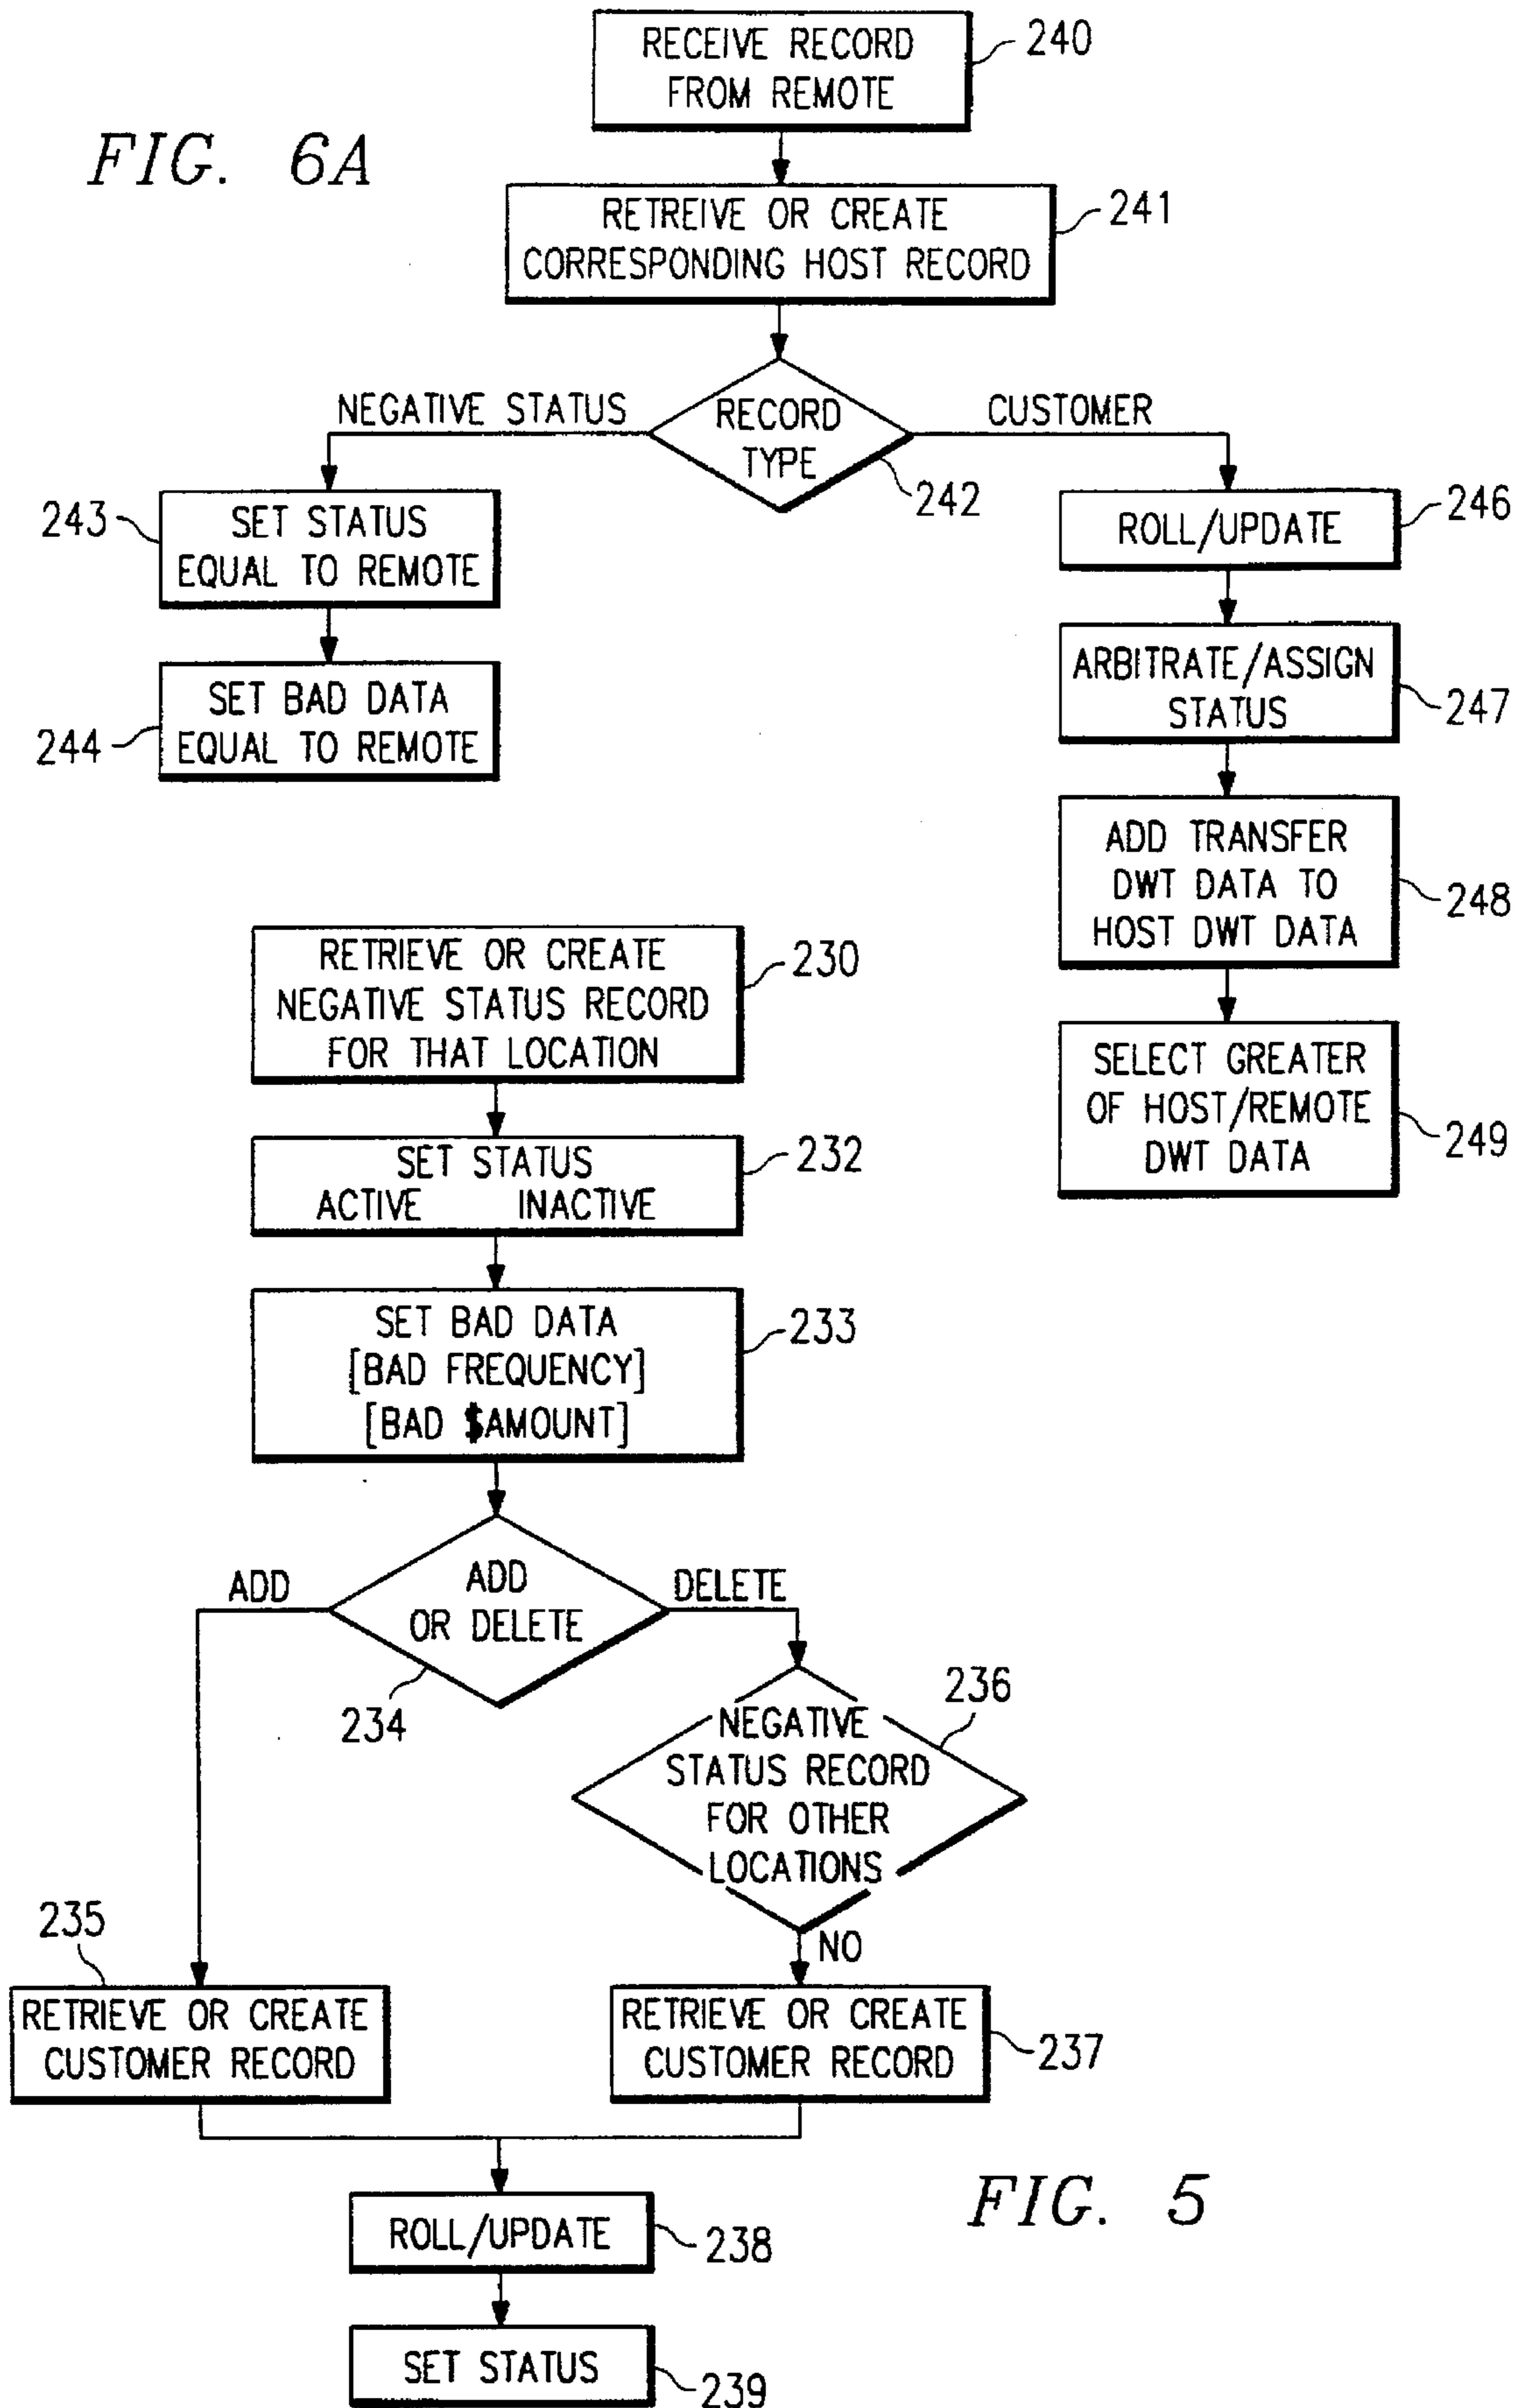 FIG. 6A
RECEIVE RECORD
FROM REMOTE
240
RETREIVE OR CREATE
CORRESPONDING HOST RECORD
241
NEGATIVE STATUS
RECORD
TYPE
CUSTOMER
242
243
SET STATUS
EQUAL TO REMOTE
244
SET BAD DATA
EQUAL TO REMOTE
ROLL/UPDATE
246
ARBITRATE/ASSIGN
STATUS
247
ADD TRANSFER
DWT DATA TO
HOST DWT DATA
248
SELECT GREATER
OF HOST/REMOTE
DWT DATA
249
RETRIEVE OR CREATE
NEGATIVE STATUS RECORD
FOR THAT LOCATION
230
SET STATUS
ACTIVE INACTIVE
232
SET BAD DATA
[BAD FREQUENCY]
[BAD $AMOUNT]
233
ADD
ADD
OR DELETE
DELETE
234
NEGATIVE
STATUS RECORD
FOR OTHER
LOCATIONS
236
NO
235
RETRIEVE OR CREATE
CUSTOMER RECORD
RETRIEVE OR CREATE
CUSTOMER RECORD
237
ROLL/UPDATE
238
SET STATUS
239
FIG. 5